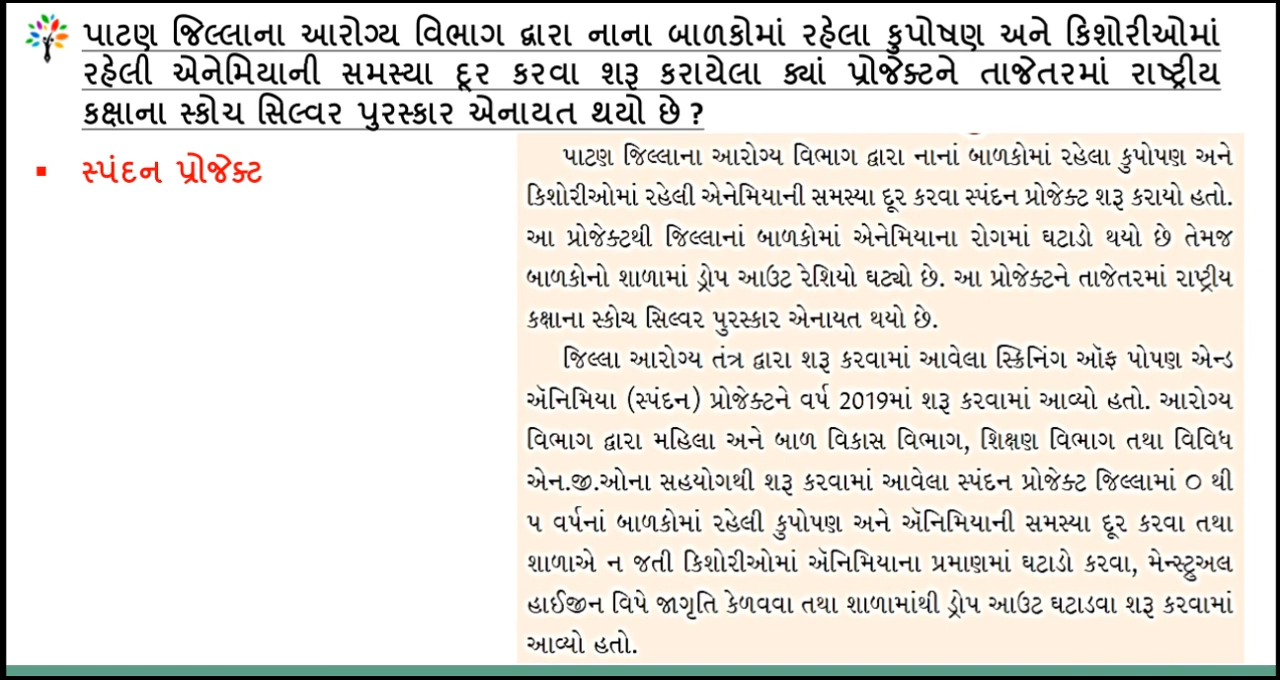 પાટણ જિલ્લાના આરોગ્ય વિભાગ દ્વારા નાના બાળકોમાં રહેલા કુપોષણ અને કિશોરીઓમાં
રહેલી એનેમિયાની સમસ્યા દૂર કરવા શરૂ કરાયેલા ક્યાં પ્રોજેક્ટને તાજેતરમાં રાષ્ટ્રીય
કક્ષાના સ્કોચ સિલ્વર પુરસ્કાર એનાયત થયો છે ?
▪ સ્પંદન પ્રોજેક્ટ
પાટણ જિલ્લાના આરોગ્ય વિભાગ દ્વારા નાનાં બાળકોમાં રહેલા કુપોષણ અને
કિશોરીઓમાં રહેલી એનેમિયાની સમસ્યા દૂર કરવા સ્પંદન પ્રોજેક્ટ શરૂ કરાયો હતો.
આ પ્રોજેક્ટથી જિલ્લાનાં બાળકોમાં એનેમિયાના રોગમાં ઘટાડો થયો છે તેમજ
બાળકોનો શાળામાં ડ્રોપ આઉટ રેશિયો ઘટ્યો છે. આ પ્રોજેક્ટને તાજેતરમાં રાષ્ટ્રીય
કક્ષાના સ્કોચ સિલ્વર પુરસ્કાર એનાયત થયો છે.
જિલ્લા આરોગ્ય તંત્ર દ્વારા શરૂ કરવામાં આવેલા સ્ક્રિનિંગ ઑફ પોષણ એન્ડ
ઍનિમિયા (સ્પંદન) પ્રોજેક્ટને વર્ષ 2019માં શરૂ કરવામાં આવ્યો હતો. આરોગ્ય
વિભાગ દ્વારા મહિલા અને બાળ વિકાસ વિભાગ, શિક્ષણ વિભાગ તથા વિવિધ
એન.જી.ઓના સહયોગથી શરૂ કરવામાં આવેલા સ્પંદન પ્રોજેક્ટ જિલ્લામાં ૦ થી
૫ વર્ષનાં બાળકોમાં રહેલી કુપોષણ અને ઍનિમિયાની સમસ્યા દૂર કરવા તથા
શાળાએ ન જતી કિશોરીઓમાં ઍનિમિયાના પ્રમાણમાં ઘટાડો કરવા, મેન્સ્ટ્રુઅલ
હાઈજીન વિષે જાગૃતિ કેળવવા તથા શાળામાંથી ડ્રોપ આઉટ ઘટાડવા શરૂ કરવામાં
આવ્યો હતો.